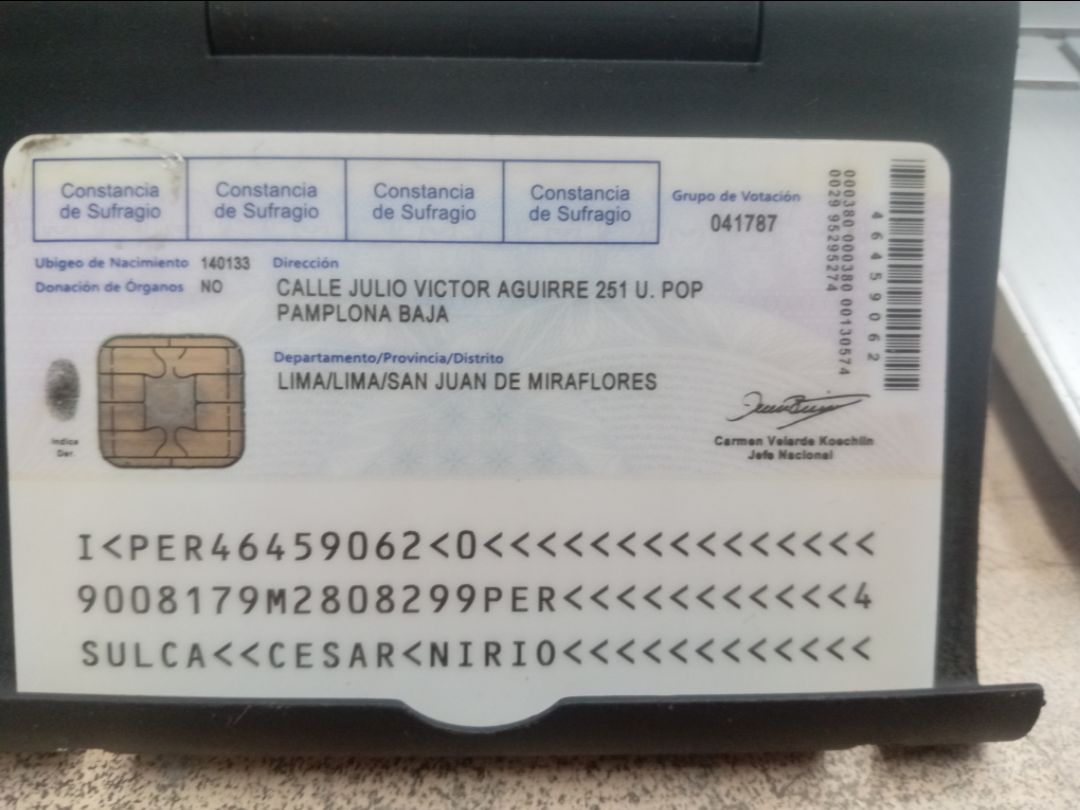 Constancia de Sufragio
Constancia de Sufragio
Constancia de Sufragio
Constancia de Sufragio
Grupo de Votación
041787
Ubigeo de Nacimiento 140133
Donación de Órganos NO
Dirección
CALLE JULIO VICTOR AGUIRRE 251 U. POP
PAMPLONA BAJA
Departamento/Provincia/Distrito
LIMA/LIMA/SAN JUAN DE MIRAFLORES
Indice
Der.
000380 000380 00130574
0029 95295274
46459062
Carmen Velarde Koechlin
Jefe Nacional
I<PER46459062<0<<<<<<<<<<<<<<<
9008179M2808299PER<<<<<<<<<<<4
SULCA<<CESAR<NIRIO<<<<<<<<<<<<